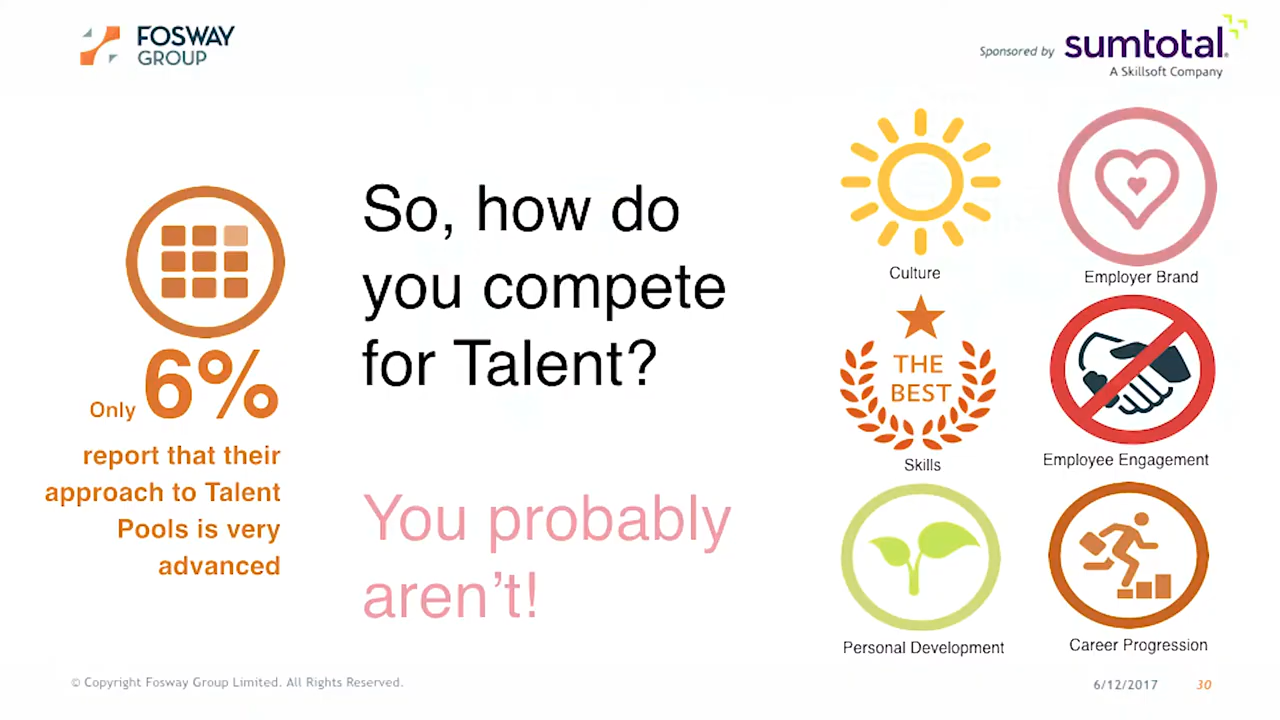 FOSWAY
GROUP
Sponsored by sumtotal.
A Skillsoft Company
Only 6%
report that their
approach to Talent
Pools is very
advanced
So, how do
you compete
for Talent?
You probably
aren't!
Culture
Employer Brand
THE
BEST
Skills
Employee Engagement
Personal Development
Career Progression
© Copyright Fosway Group Limited. All Rights Reserved.
6/12/2017 30